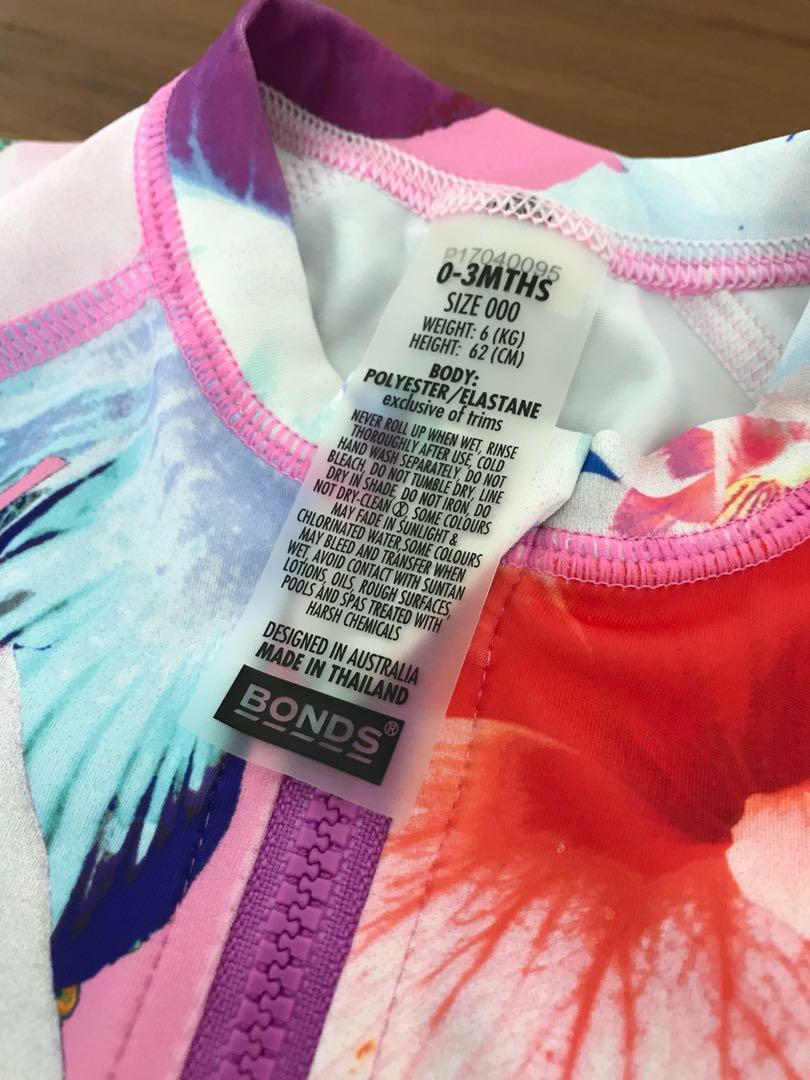 P17040095
0-3MTHS
SIZE 000
WEIGHT: 6 (KG)
HEIGHT: 62 (CM)
BODY:
POLYESTER/ELASTANE
exclusive of trims
NEVER ROLL UP WHEN WET, RINSE
THOROUGHLY AFTER USE, COLD
HAND WASH SEPARATELY, DO NOT
BLEACH, DO NOT TUMBLE DRY, LINE
DRY IN SHADE, DO NOT IRON, DO
NOT DRY-CLEAN SOME COLOURS
MAY FADE IN SUNLIGHT &
CHLORINATED WATER, SOME COLOURS
MAY BLEED AND TRANSFER WHEN
WET. AVOID CONTACT WITH SUNTAN
LOTIONS, OILS, ROUGH SURFACES,
POOLS AND SPAS TREATED WITH
HARSH CHEMICALS
DESIGNED IN AUSTRALIA
MADE IN THAILAND
BONDS®